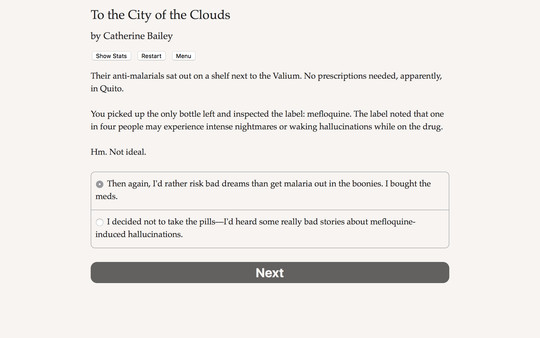 To the City of the Clouds
by Catherine Bailey
Show Stats Restart Menu
Their anti-malarials sat out on a shelf next to the Valium. No prescriptions needed, apparently,
in Quito.
You picked up the only bottle left and inspected the label: mefloquine. The label noted that one
in four people may experience intense nightmares or waking hallucinations while on the drug.
Hm. Not ideal.
Then again, I'd rather risk bad dreams than get malaria out in the boonies. I bought the
meds.
I decided not to take the pills—I'd heard some really bad stories about mefloquine-
induced hallucinations.
Next